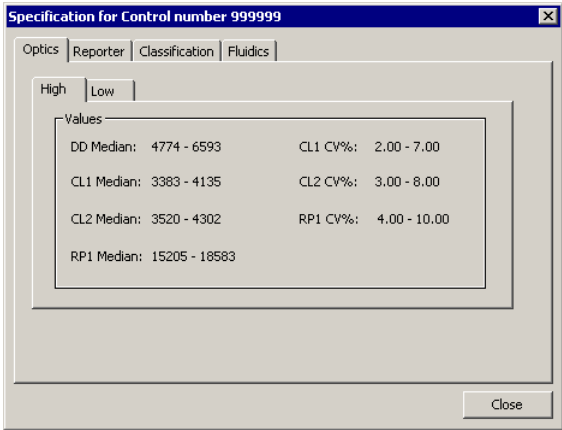 Specification for Control number 999999
Optics Reporter Classification Fluidics
High Low
Values
DD Median: 4774 - 6593 CL1 CV%: 2.00 - 7.00
CL1 Median: 3383 - 4135 CL2 CV%: 3.00 - 8.00
CL2 Median: 3520 - 4302 RP1 CV%: 4.00 - 10.00
RP1 Median: 15205 - 18583
Close